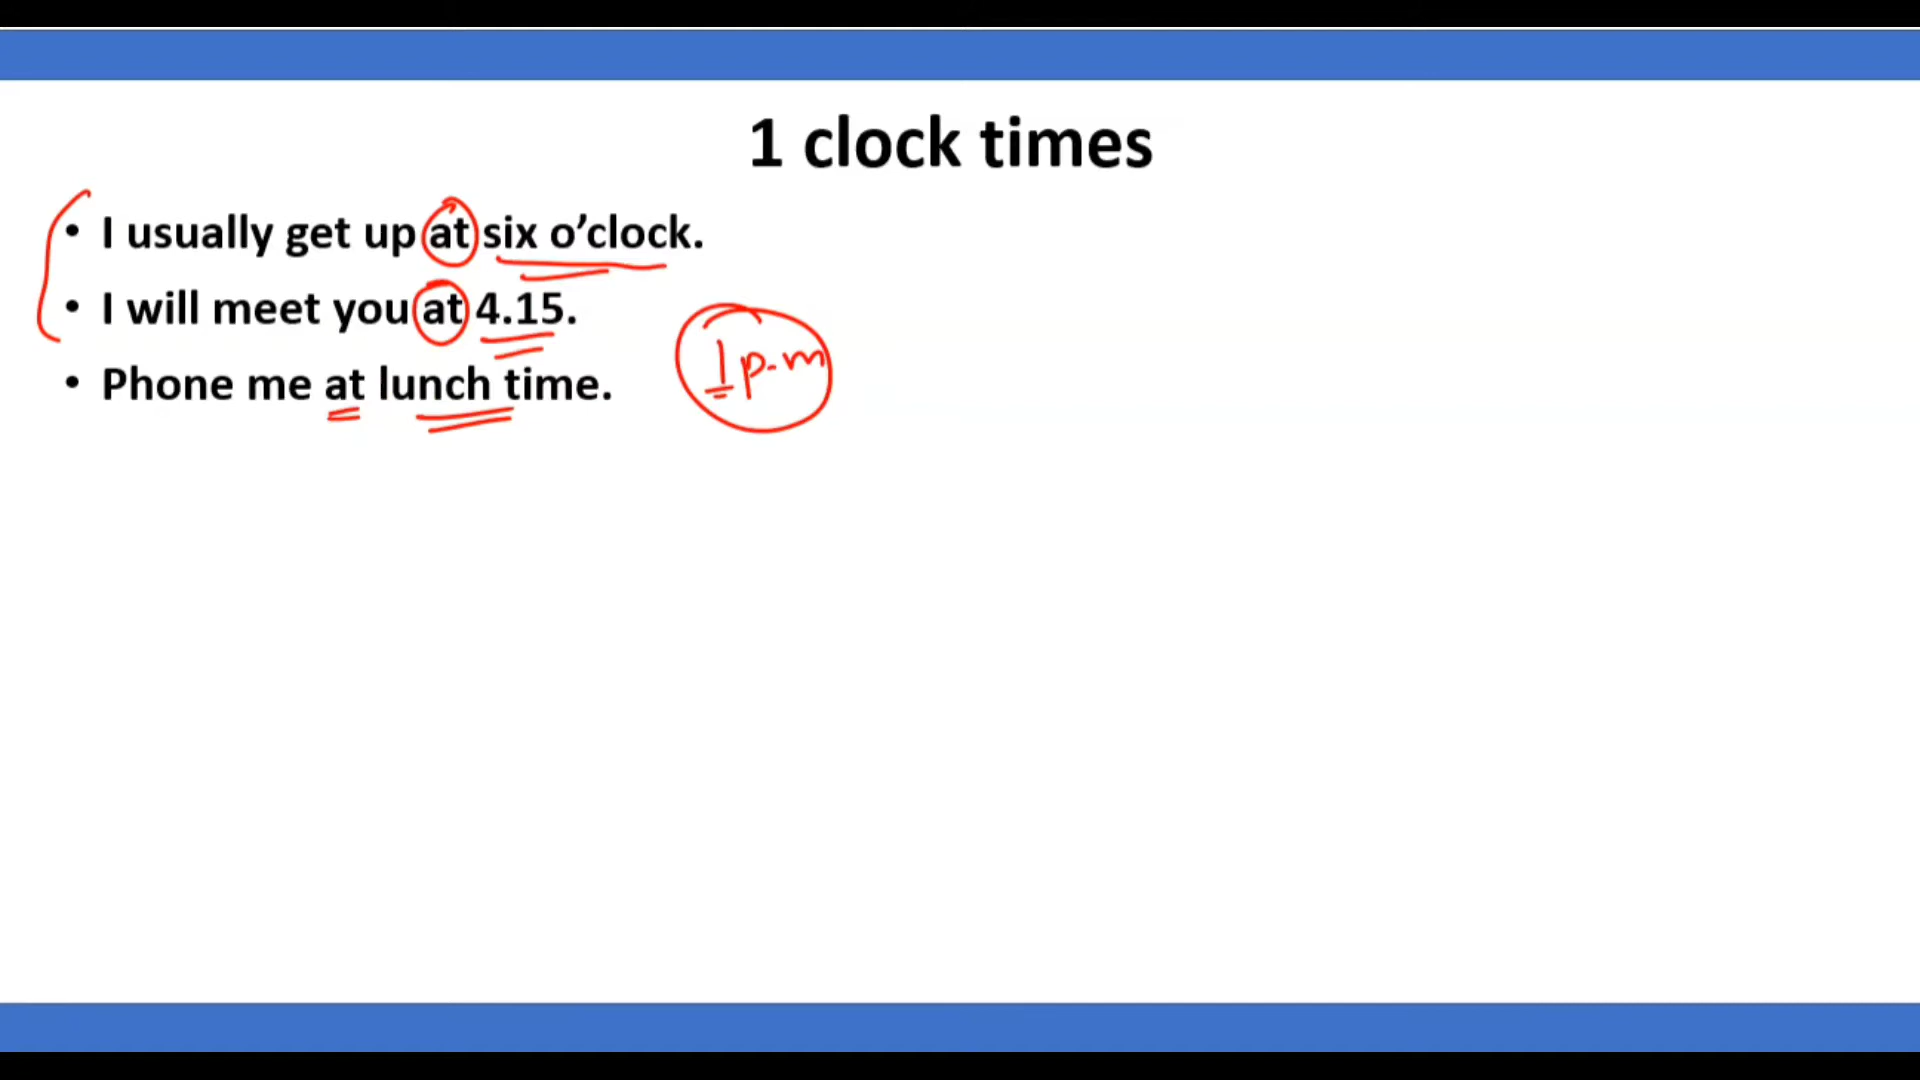 1 clock times
• I usually get up at six o’clock.
• I will meet you at 4.15.
1 p.m
• Phone me at lunch time.